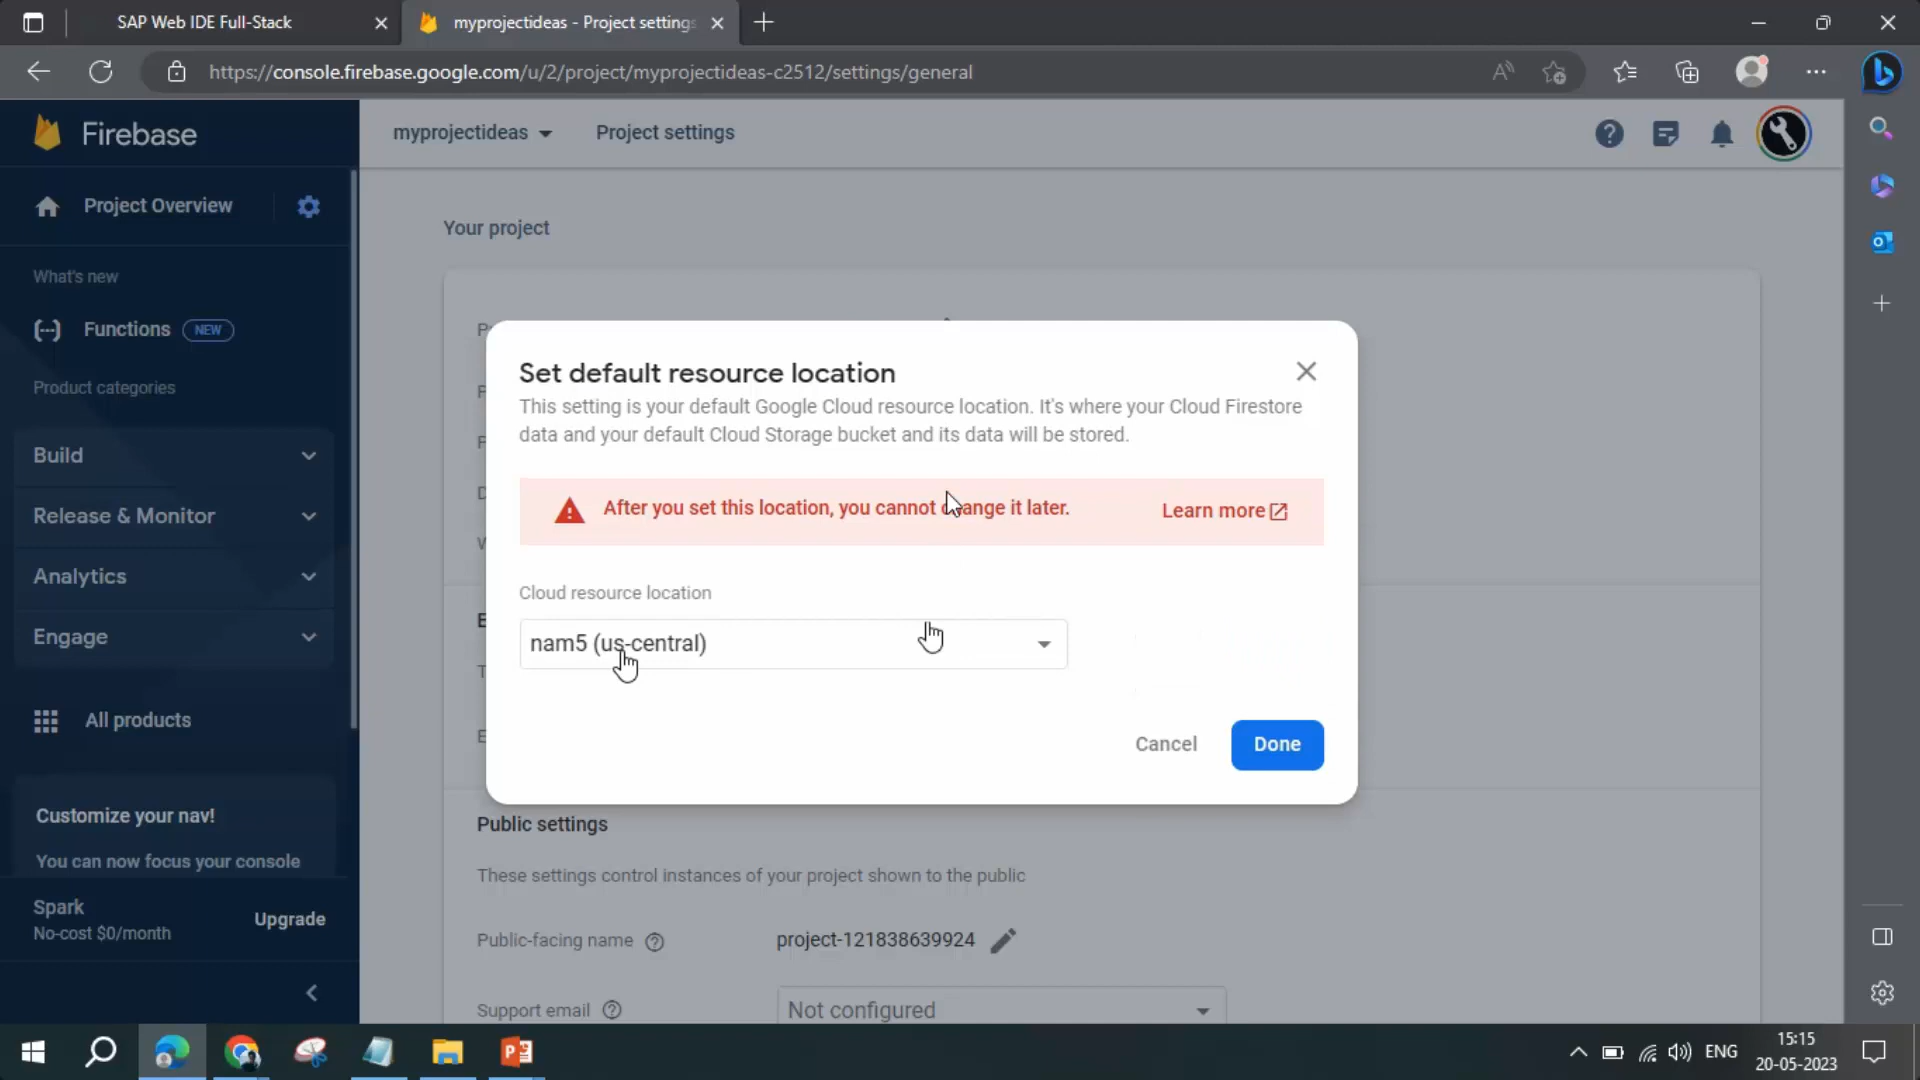 SAP Web IDE Full-Stack
myprojectideas - Project settings
https://console.firebase.google.com/u/2/project/myprojectideas-c2512/settings/general
Firebase
myprojectideas
Project settings
Project Overview
Your project
What's new
Functions NEW
Product categories
Set default resource location
This setting is your default Google Cloud resource location. It's where your Cloud Firestore
data and your default Cloud Storage bucket and its data will be stored.
Build
After you set this location, you cannot change it later.
Learn more
Release & Monitor
Analytics
Cloud resource location
nam5 (us-central)
Engage
All products
Cancel
Done
Customize your nav!
You can now focus your console
Public settings
These settings control instances of your project shown to the public
Spark
No-cost $0/month
Upgrade
Public-facing name
project-121838639924
Support email
Not configured
ENG
15:15
20-05-2023